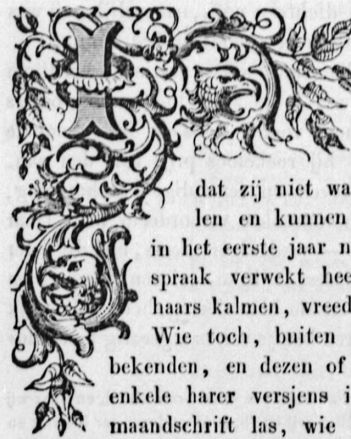 I
dat zij niet wa
len en kunnen
in het eerste jaar n
spraak verwekt hee
haars kalmen, vreed
Wie toch, buiten
bekenden, en dezen of
enkele harer versjens i
maandschrift las, wie